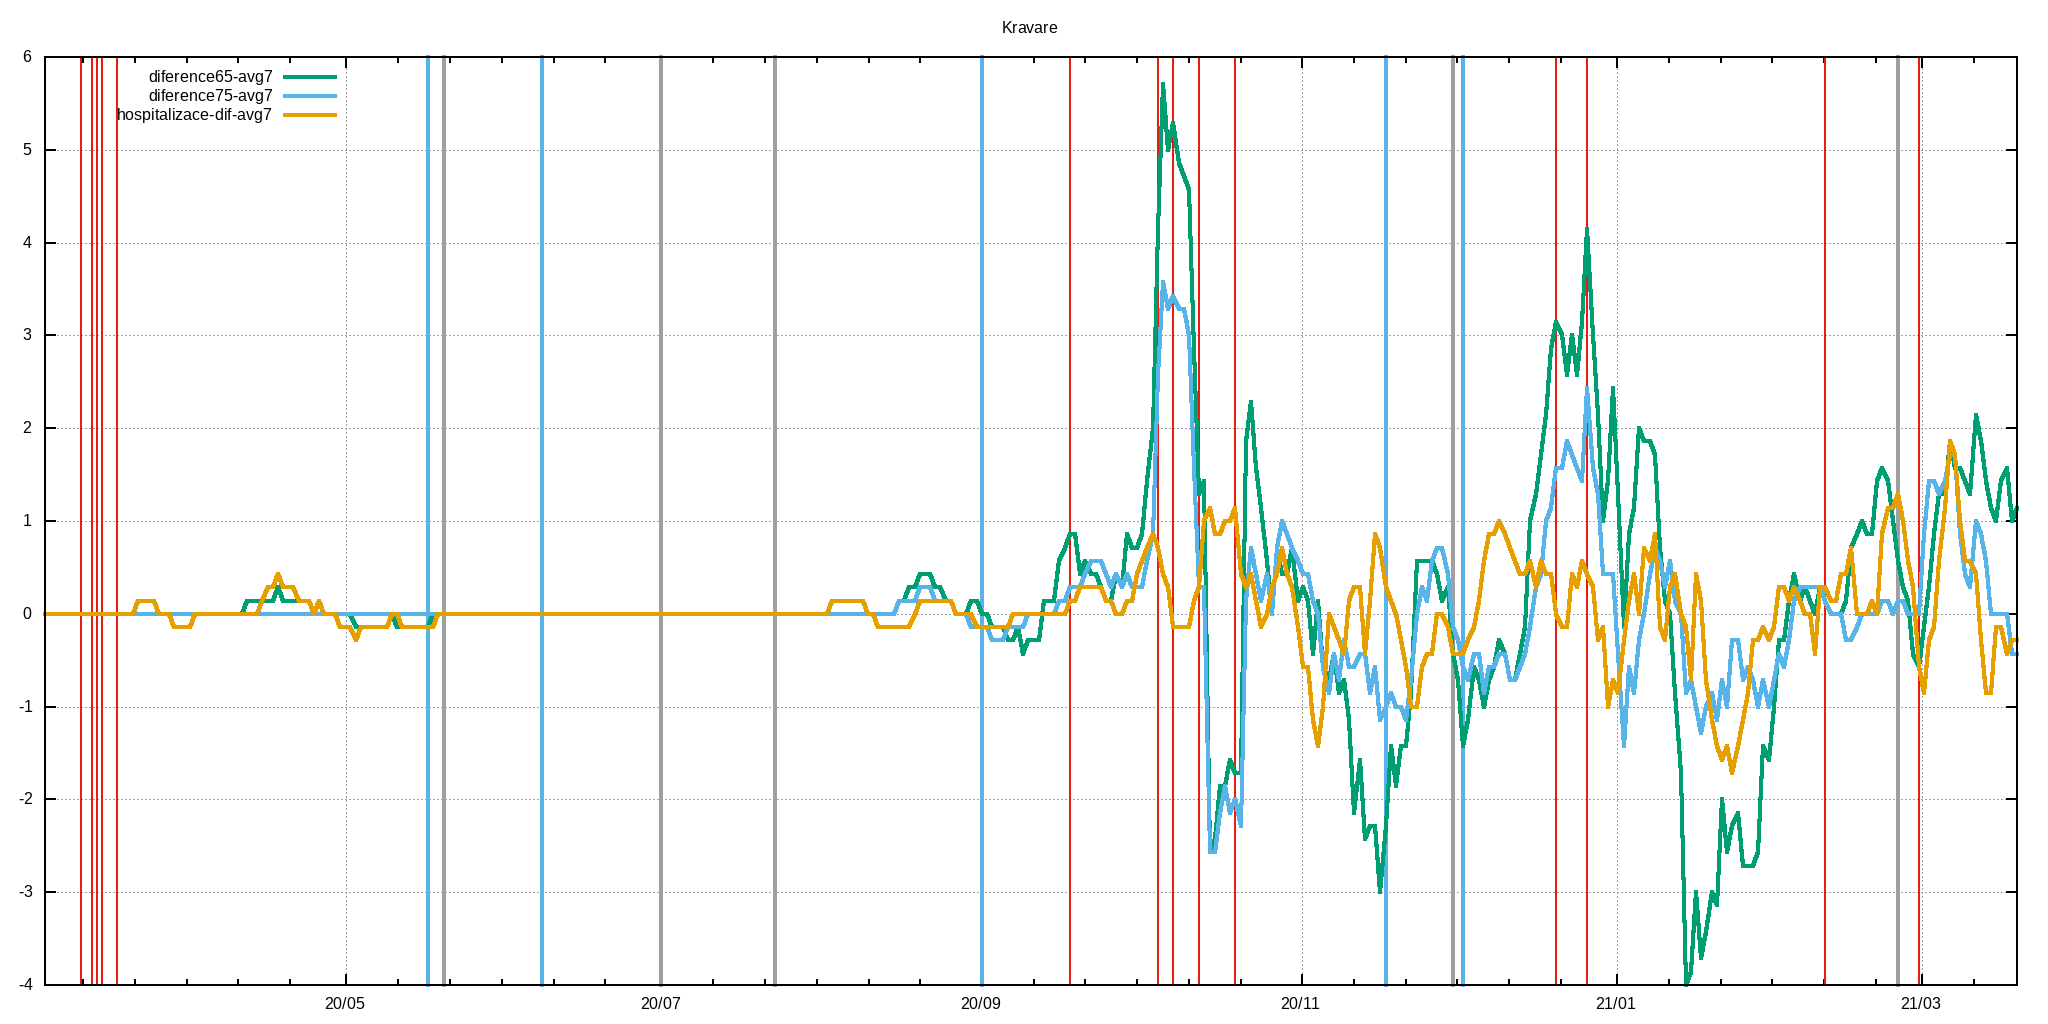 Kravare
6
diference65-avg7
diference75-avg7
hospitalizace-dif-avg7
5
4
3
2
1
0
-1
-2
-3
-4
20/05 20/07 20/09 20/11 21/01 21/03